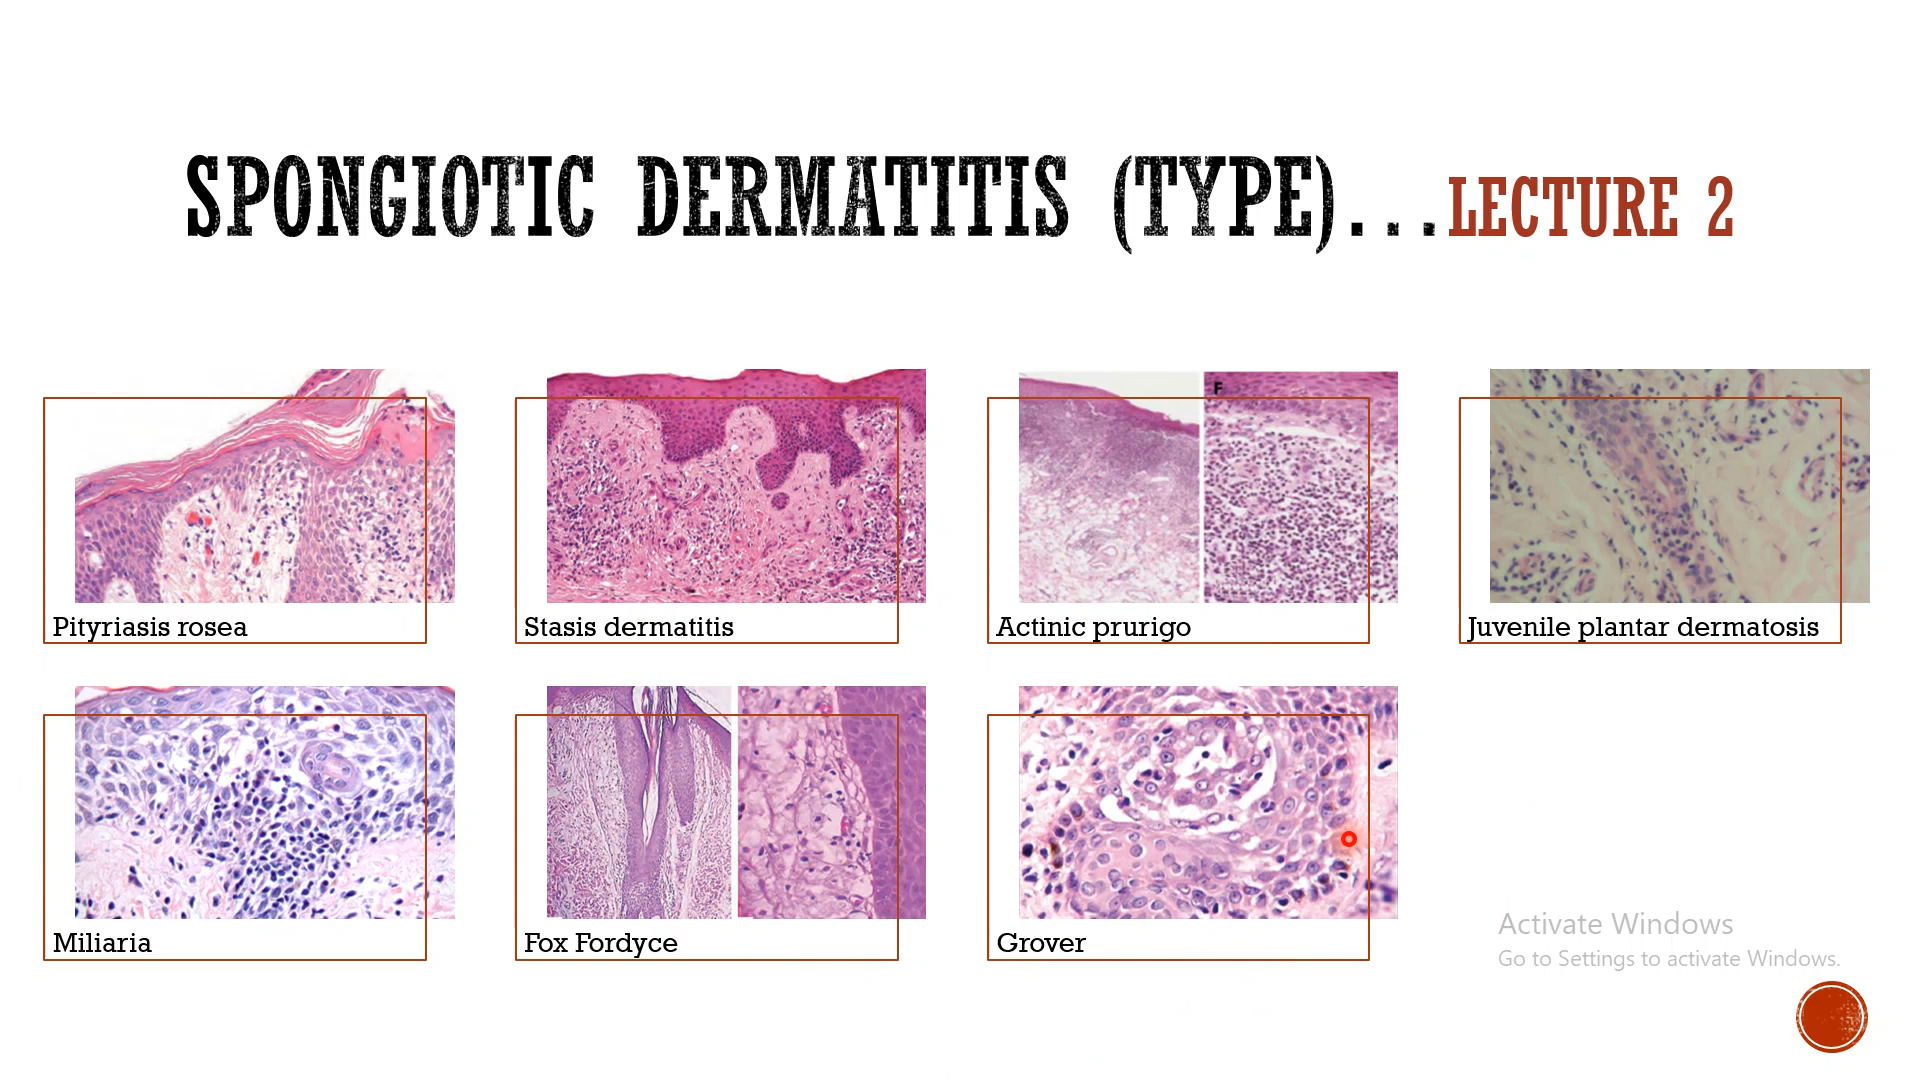 SPONGIOTIC DERMATITIS (TYPE)...LECTURE 2
F
Pityriasis rosea
Stasis dermatitis
Actinic prurigo
Juvenile plantar dermatosis
Miliaria
Fox Fordyce
Grover
Activate Windows
Go to Settings to activate Windows.